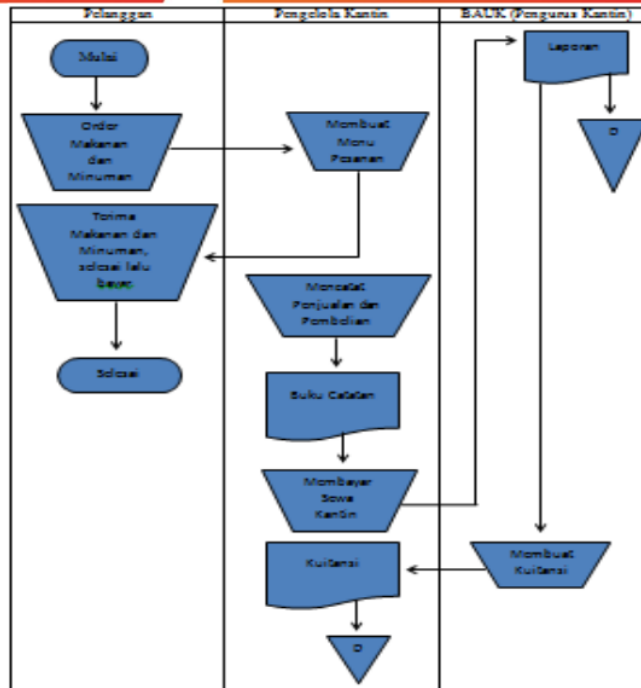 Pelanggan
Pengelola Kantin
BAUK (Pengurus Kantin)
Mulai
Order
Makanan
dan
Minuman
Membuat
Menu
Pesanan
Laporan
D
Terima
Makanan dan
Minuman,
selesai lalu
bayar
Selesai
Mencatat
Penjualan dan
Pembelian
Buku Catatan
Membayar
Sewa
Kantin
Membuat
Kuitansi
Kuitansi
D